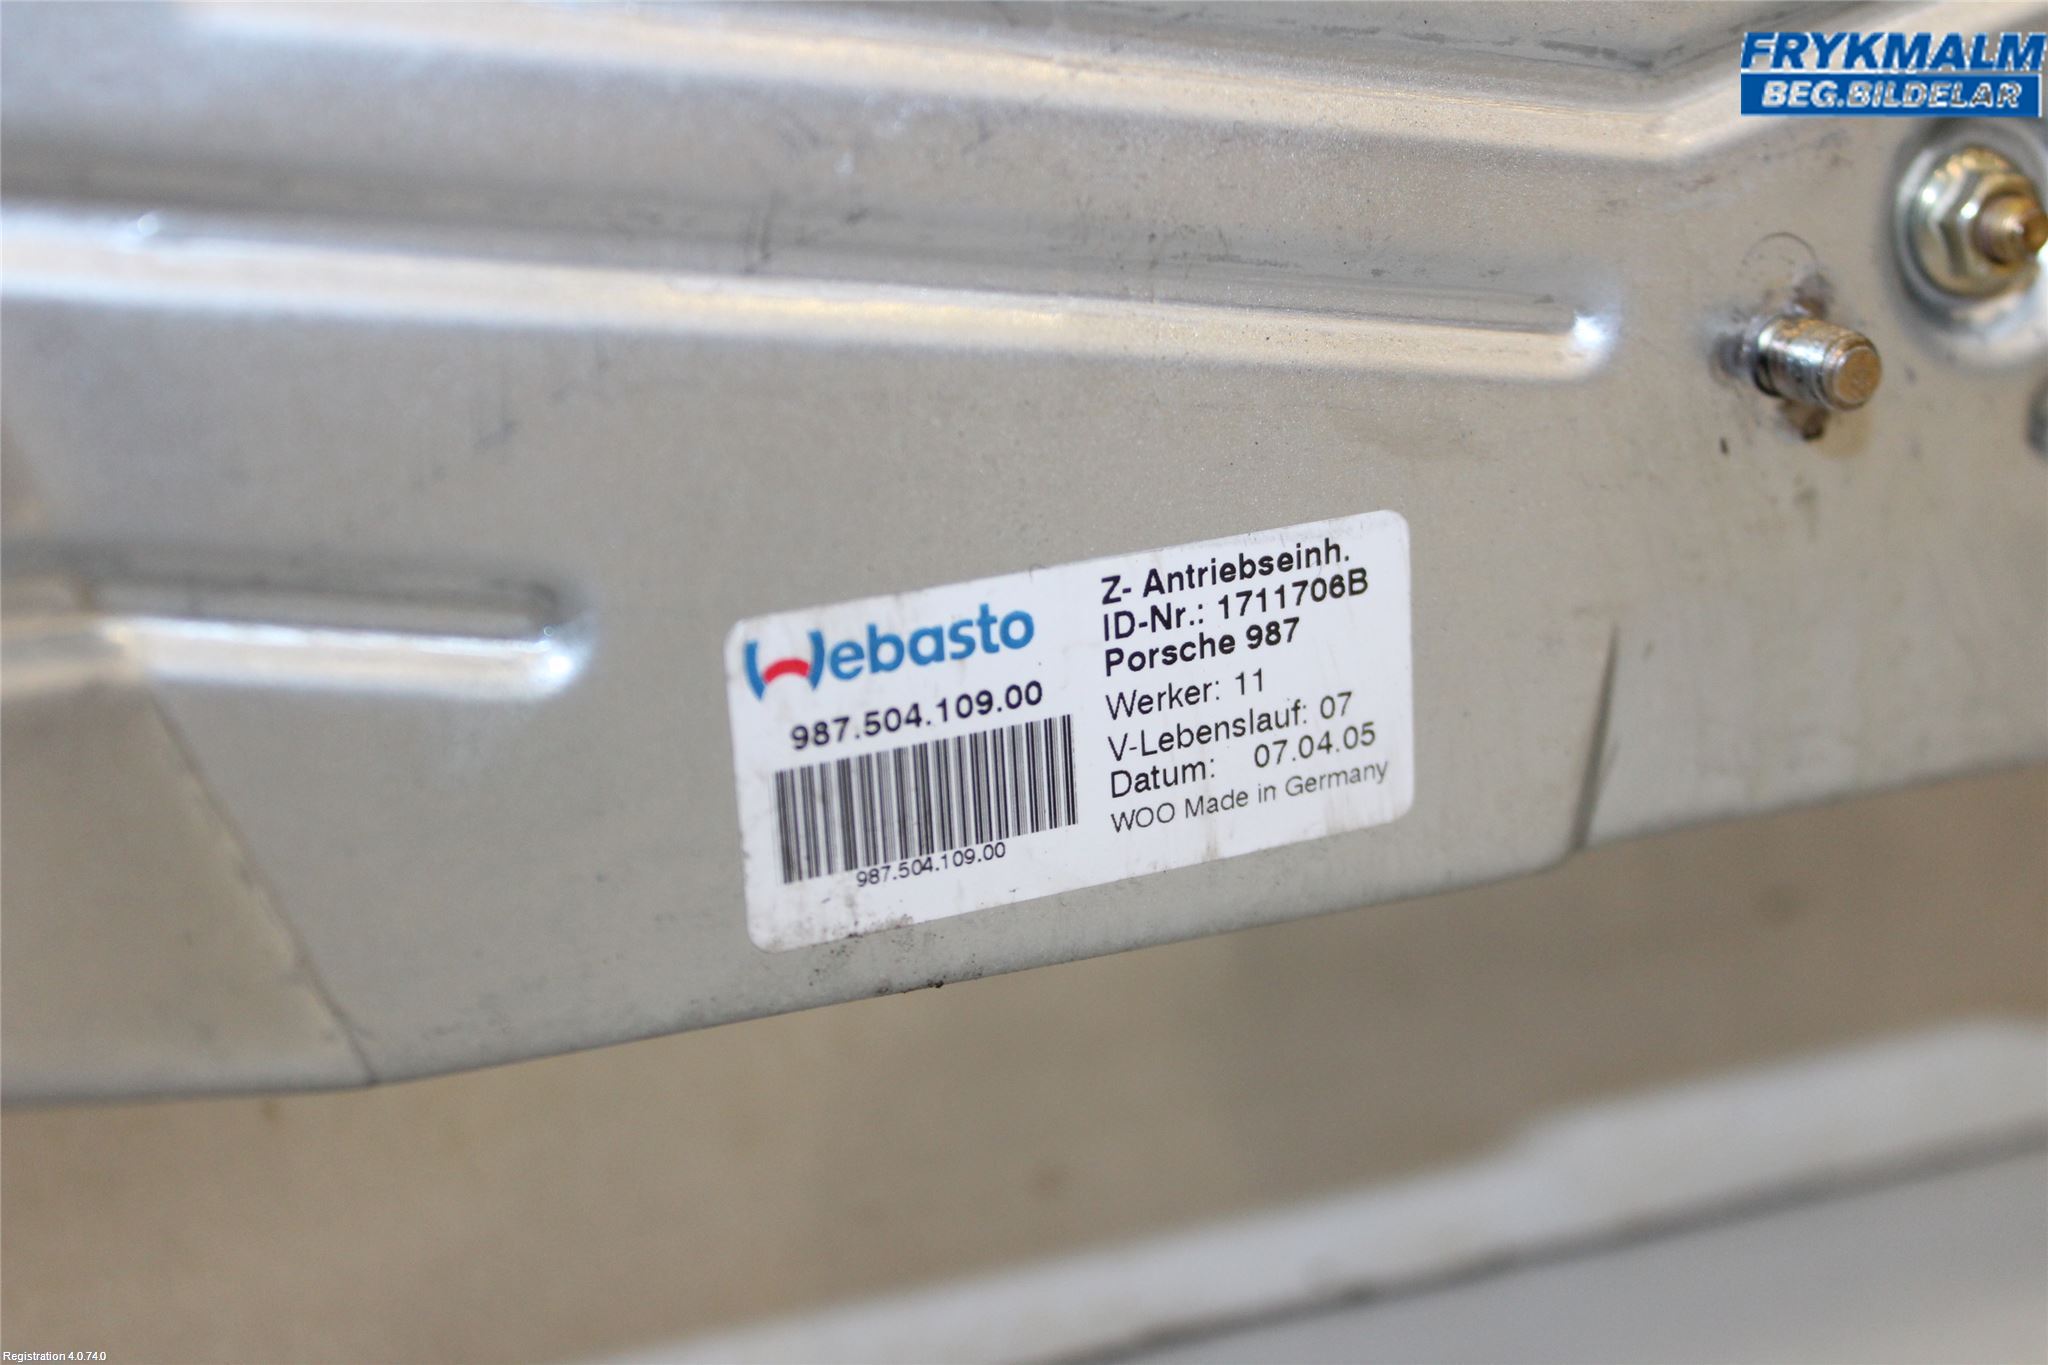 FRYKMALM
BEG.BILDELAR
Webasto
987.504.109.00
987.504.109.00
Z- Antriebseinh.
ID-Nr.: 1711706B
Porsche 987
Werker: 11
V-Lebenslauf: 07
Datum: 07.04.05
WOO Made in Germany
Registration 4.0.74.0